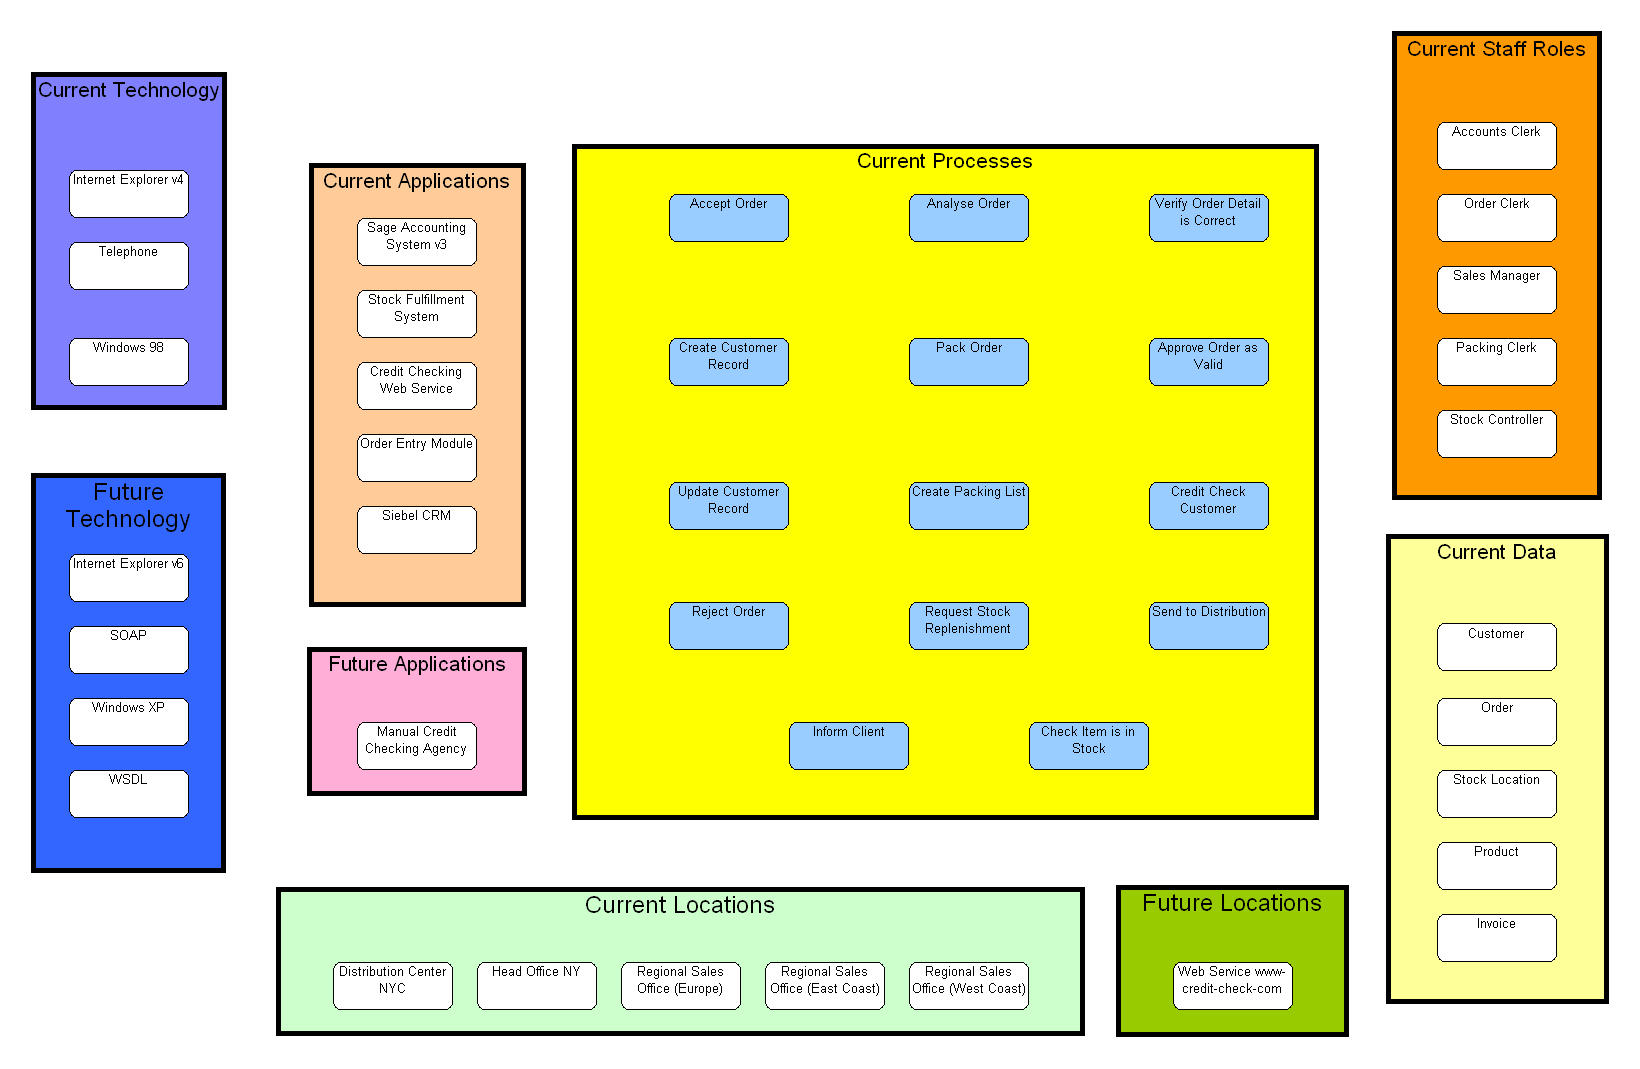 Current Technology
Internet Explorer v4
Telephone
Windows 98
Future
Technology
Internet Explorer v6
SOAP
Windows XP
WSDL
Current Applications
Sage Accounting
System v3
Stock Fulfillment
System
Credit Checking
Web Service
Order Entry Module
Siebel CRM
Future Applications
Manual Credit
Checking Agency
Current Processes
Accept Order
Analyse Order
Verify Order Detail
is Correct
Create Customer
Record
Pack Order
Approve Order as
Valid
Update Customer
Record
Create Packing List
Credit Check
Customer
Reject Order
Request Stock
Replenishment
Send to Distribution
Inform Client
Check Item is in
Stock
Current Staff Roles
Accounts Clerk
Order Clerk
Sales Manager
Packing Clerk
Stock Controller
Current Data
Customer
Order
Stock Location
Product
Invoice
Current Locations
Distribution Center
NYC
Head Office NY
Regional Sales
Office (Europe)
Regional Sales
Office (East Coast)
Regional Sales
Office (West Coast)
Future Locations
Web Service www-
credit-check-com